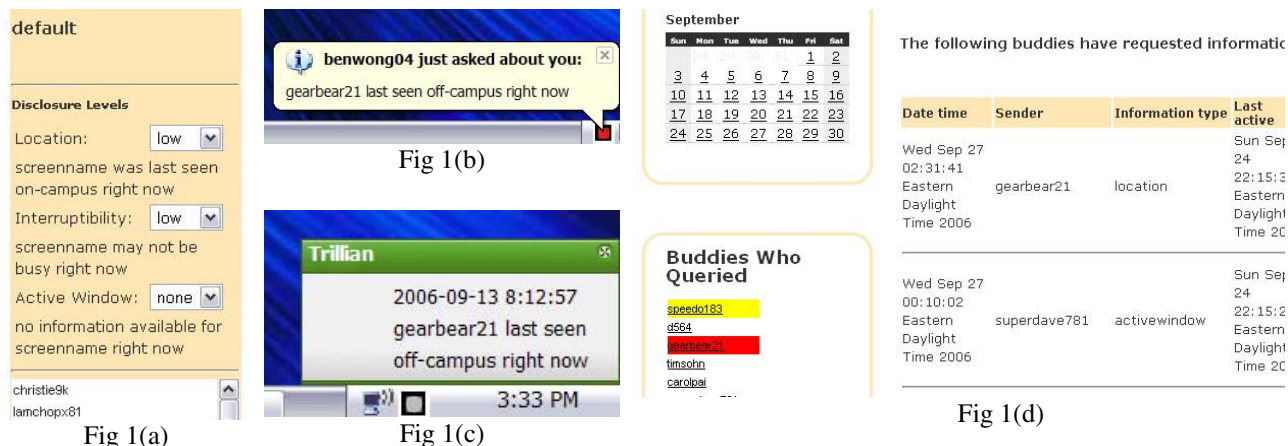 default
Disclosure Levels
Location: low
screenname was last seen
on-campus right now
Interruptibility: low
screenname may not be
busy right now
Active Window: none
no information available for
screenname right now
christie9k
lamchopx81
Fig 1(a)
benwong04 just asked about you:
gearbear21 last seen off-campus right now
Fig 1(b)
Trillian
2006-09-13 8:12:57
gearbear21 last seen
off-campus right now
3:33 PM
Fig 1(c)
September
Sun Mon Tue Wed Thu Fri Sat
1 2
3 4 5 6 7 8 9
10 11 12 13 14 15 16
17 18 19 20 21 22 23
24 25 26 27 28 29 30
Buddies Who
Queried
speedo183
d564
gearbear21
timsohn
carolpai
The following buddies have requested informatio
Date time Sender Information type Last
active
Wed Sep 27
02:31:41
Eastern
Daylight
Time 2006
gearbear21
location
Sun Sep
24
22:15:3
Eastern
Daylight
Time 20
Wed Sep 27
00:10:02
Eastern
Daylight
Time 2006
superdave781
activewindow
Sun Sep
24
22:15:2
Eastern
Daylight
Time 20
Fig 1(d)